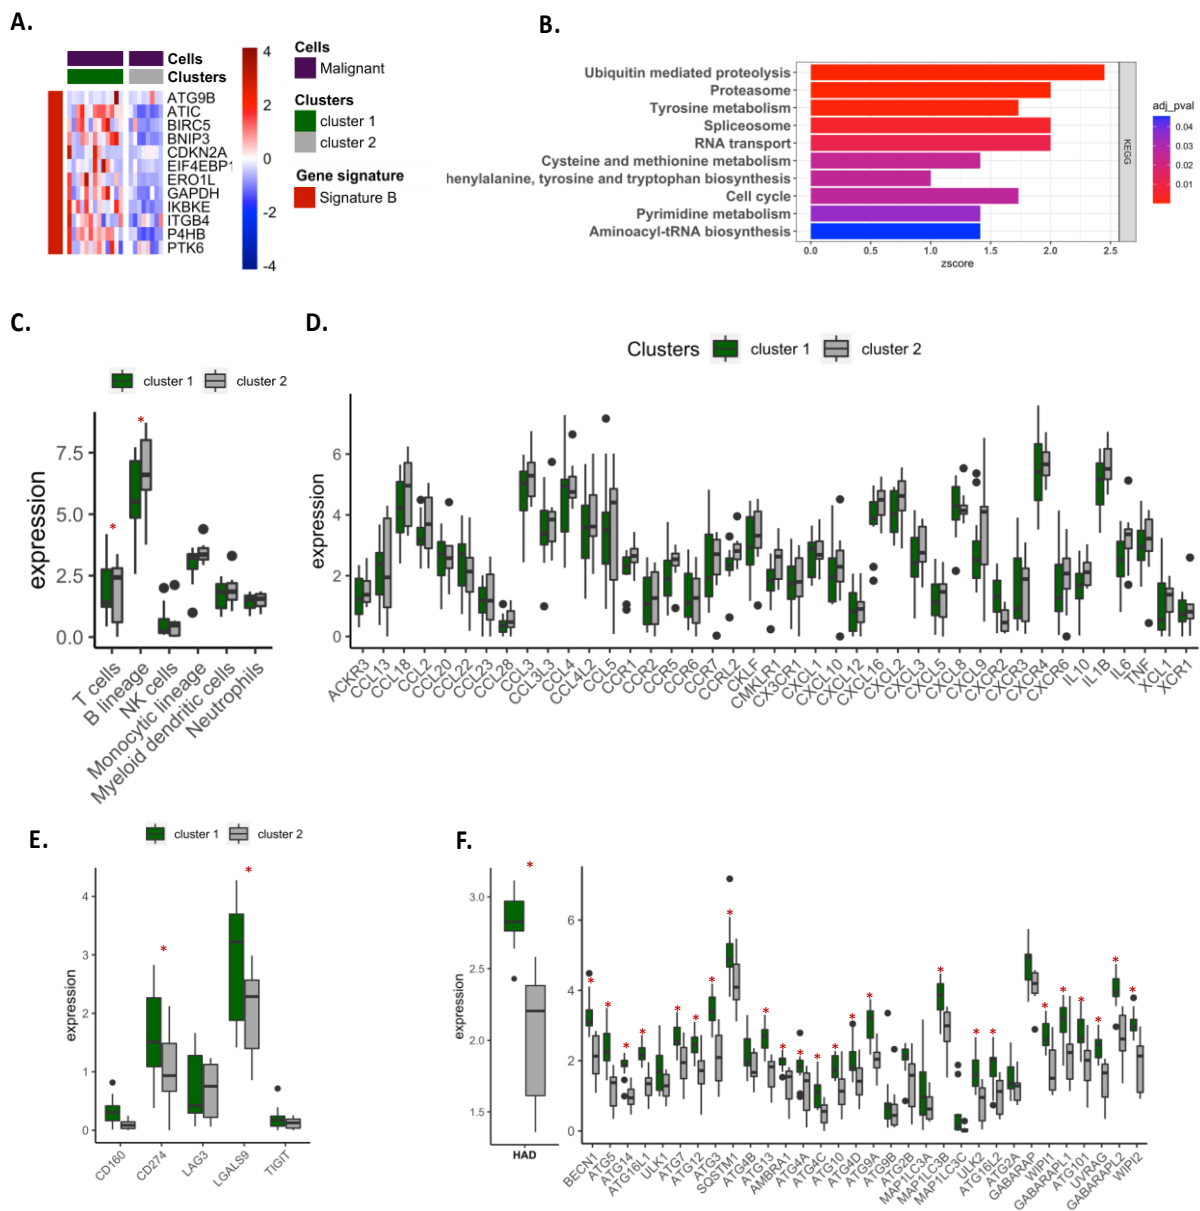 A.
Cells
Clusters
ATG9B
ATIC
BIRC5
BNIP3
CDKN2A
EIF4EBP1
ERO1L
GAPDH
IKBKE
ITGB4
P4HB
PTK6
4
2
0
-2
-4
Cells
Malignant
Clusters
cluster 1
cluster 2
Gene signature
Signature B
B.
Ubiquitin mediated proteolysis
Proteasome
Tyrosine metabolism
Spliceosome
RNA transport
Cysteine and methionine metabolism
henylalanine, tyrosine and tryptophan biosynthesis
Cell cycle
Pyrimidine metabolism
Aminoacyl-tRNA biosynthesis
0.0 0.5 1.0 1.5 2.0 2.5
zscore
KEGG
adj_pval
0.04
0.03
0.02
0.01
C.
cluster 1 cluster 2
expression
7.5
5.0
2.5
0.0
*
*
T cells
B lineage
NK cells
Monocytic lineage
Myeloid dendritic cells
Neutrophils
D.
Clusters cluster 1 cluster 2
expression
6
4
2
0
ACKR3
CCL13
CCL18
CCL2
CCL20
CCL22
CCL23
CCL28
CCL3
CCL3L3
CCL4
CCL4L2
CCL5
CCR1
CCR2
CCR5
CCR6
CCR7
CCRL2
CKLF
CMKLR1
CX3CR1
CXCL1
CXCL10
CXCL12
CXCL16
CXCL2
CXCL3
CXCL5
CXCL8
CXCL9
CXCR2
CXCR3
CXCR4
CXCR6
IL10
IL1B
IL6
TNF
XCL1
XCR1
E.
cluster 1 cluster 2
expression
4
3
2
1
0
*
*
CD160
CD274
LAG3
LGALS9
TIGIT
F.
expression
3.0
2.5
2.0
1.5
*
HAD
expression
6
4
2
0
* * * * * * * * * * * * * * * * * * * * * * *
BECN1
ATG5
ATG14
ATG16L1
ULK1
ATG7
ATG12
ATG3
SQSTM1
ATG4B
ATG13
AMBRA1
ATG4A
ATG4C
ATG10
ATG4D
ATG9A
ATG9B
ATG2B
MAP1LC3A
MAP1LC3B
MAP1LC3C
ULK2
ATG16L2
ATG2A
GABARAP
WIPI1
GABARAPL1
ATG101
UVRAG
GABARAPL2
WIPI2